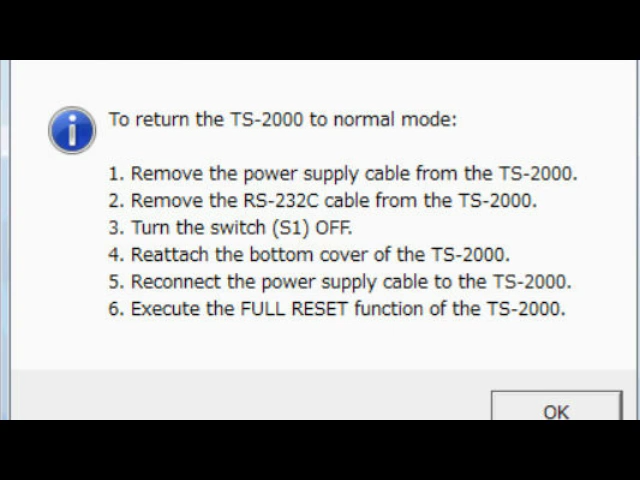 To return the TS-2000 to normal mode:
1. Remove the power supply cable from the TS-2000.
2. Remove the RS-232C cable from the TS-2000.
3. Turn the switch (S1) OFF.
4. Reattach the bottom cover of the TS-2000.
5. Reconnect the power supply cable to the TS-2000.
6. Execute the FULL RESET function of the TS-2000.
OK